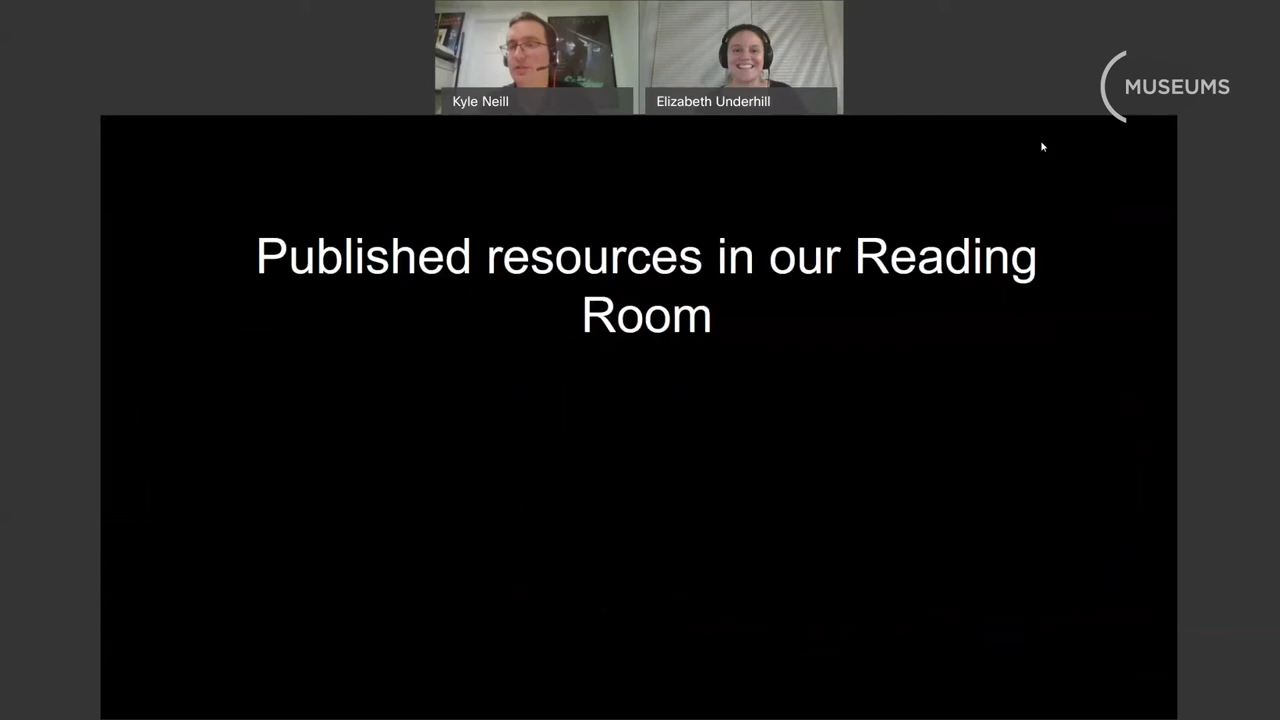 Kyle Neill
Elizabeth Underhill
MUSEUMS
Published resources in our Reading
Room